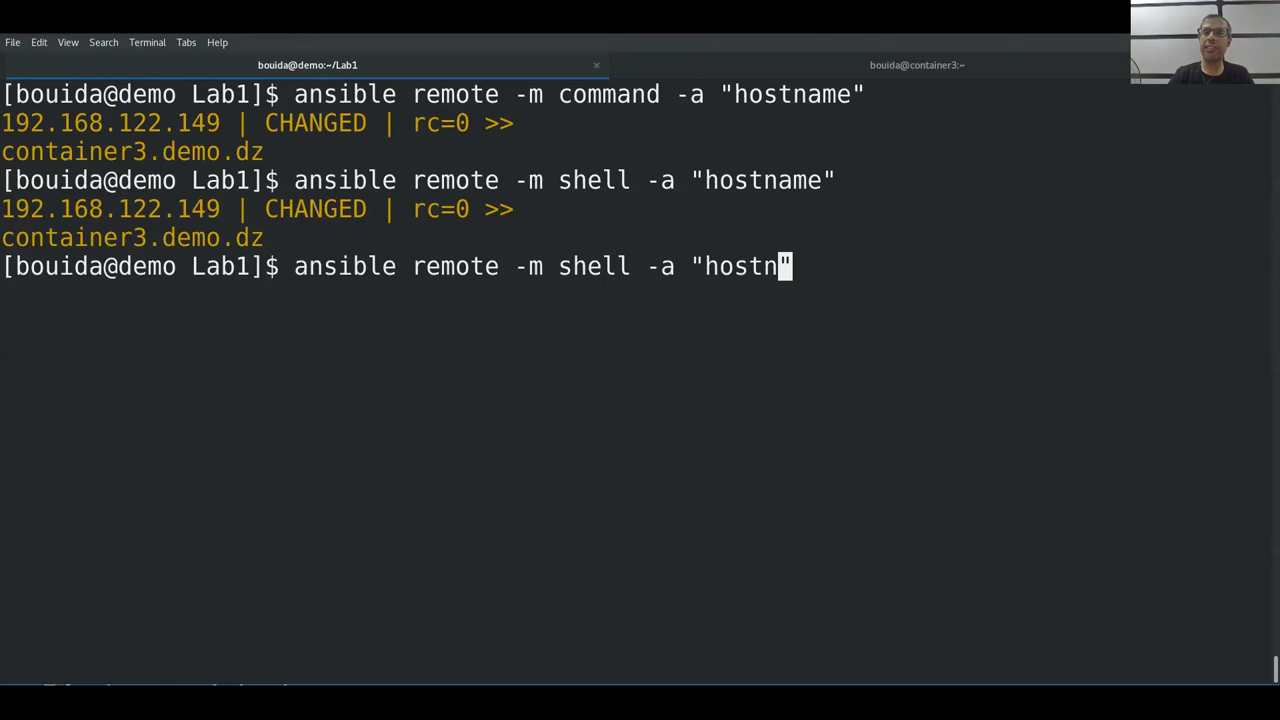 File Edit View Search Terminal Tabs Help
bouida@demo:~/Lab1 × bouida@container3:~
[bouida@demo Lab1]$ ansible remote -m command -a "hostname"
192.168.122.149 | CHANGED | rc=0 >>
container3.demo.dz
[bouida@demo Lab1]$ ansible remote -m shell -a "hostname"
192.168.122.149 | CHANGED | rc=0 >>
container3.demo.dz
[bouida@demo Lab1]$ ansible remote -m shell -a "hostn"